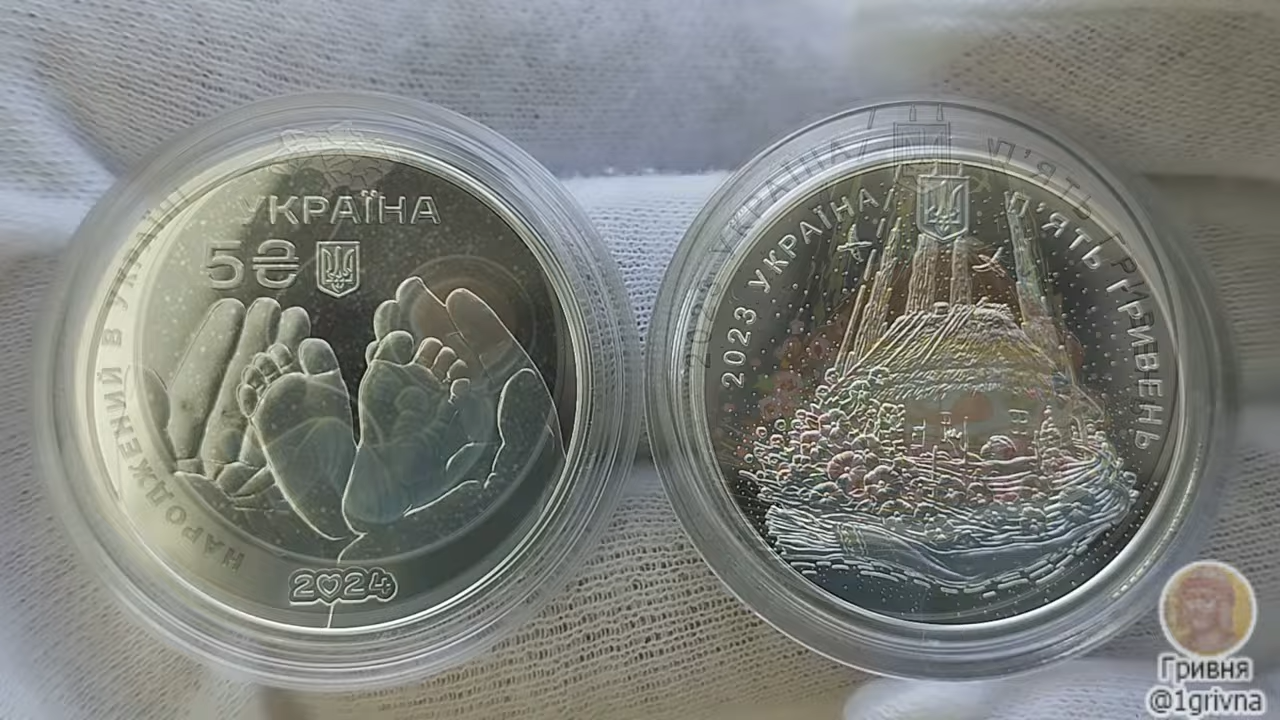 УКРАЇНА
5₴
НАРОДЖЕНИЙ В УКРАЇНІ
2024
2023 УКРАЇНА
П'ЯТЬ ГРИВЕНЬ
Гривня
@1grivna